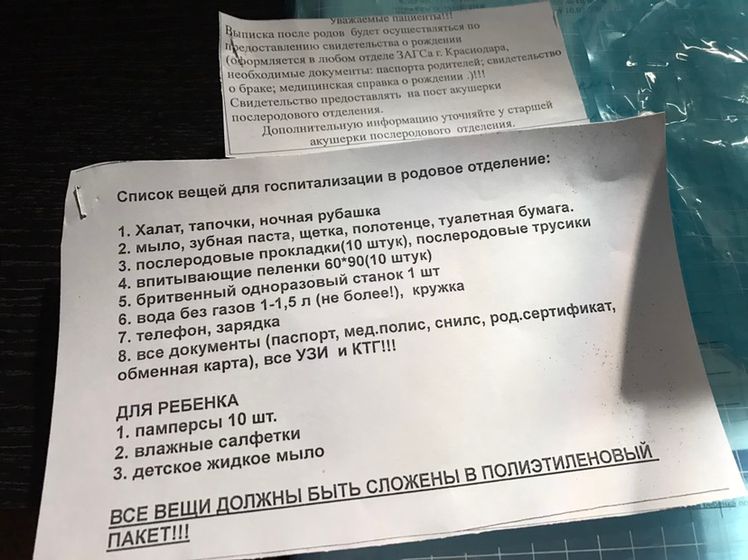 Уважаемые пациенты!!!
Выписка после родов будет осуществляться по
предоставлению свидетельства о рождении
(оформляется в любом отделе ЗАГСа г. Краснодара,
необходимые документы: паспорта родителей; свидетельство
о браке; медицинская справка о рождении .)!!!
Свидетельство предоставлять на пост акушерки
послеродового отделения.
Дополнительную информацию уточняйте у старшей
акушерки послеродового отделения.
Список вещей для госпитализации в родовое отделение:
1. Халат, тапочки, ночная рубашка
2. мыло, зубная паста, щетка, полотенце, туалетная бумага.
3. послеродовые прокладки(10 штук), послеродовые трусики
4. впитывающие пеленки 60*90(10 штук)
5. бритвенный одноразовый станок 1 шт
6. вода без газов 1-1,5 л (не более!), кружка
7. телефон, зарядка
8. все документы (паспорт, мед.полис, снилс, род.сертификат,
обменная карта), все УЗИ и КТГ!!!
ДЛЯ РЕБЕНКА
1. памперсы 10 шт.
2. влажные салфетки
3. детское жидкое мыло
ВСЕ ВЕЩИ ДОЛЖНЫ БЫТЬ СЛОЖЕНЫ В ПОЛИЭТИЛЕНОВЫЙ
ПАКЕТ!!!